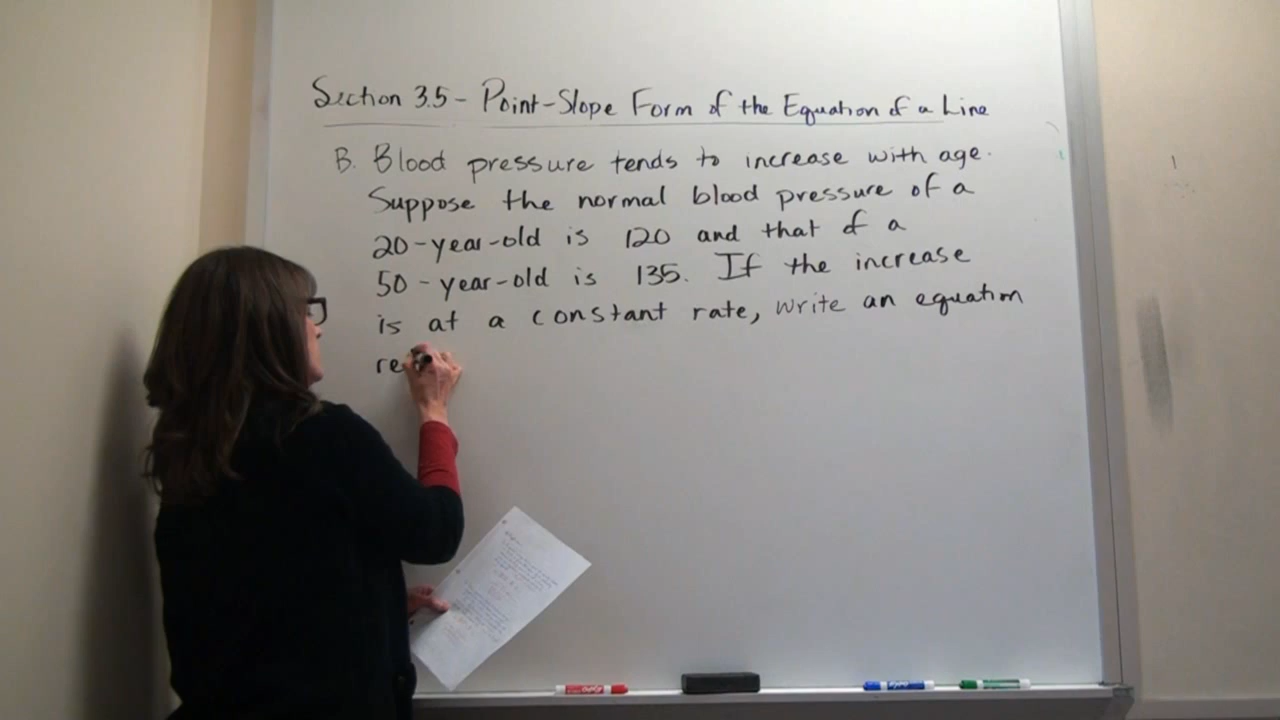 Section 3.5 - Point-Slope Form of the Equation of a Line
B. Blood pressure tends to increase with age.
Suppose the normal blood pressure of a
20-year-old is 120 and that of a
50-year-old is 135. If the increase
is at a constant rate, write an equation
re